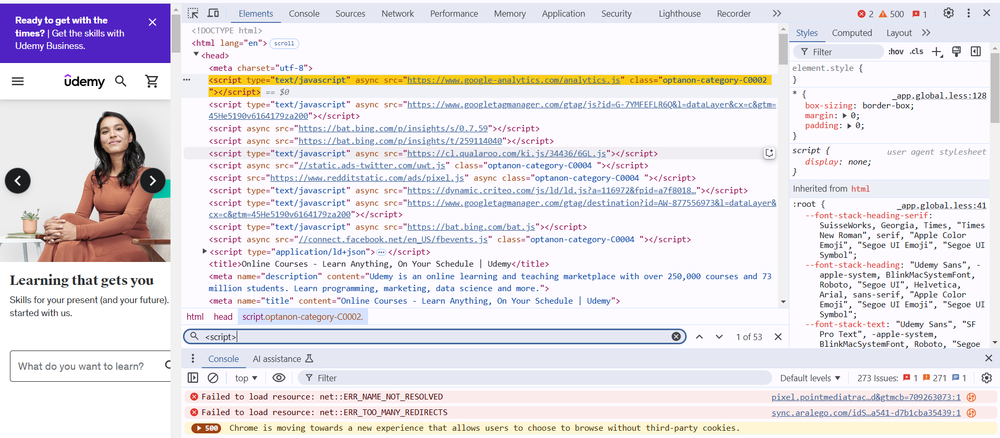 Ready to get with the
times? | Get the skills with
Udemy Business.
udemy
Learning that gets you
Skills for your present (and your future).
started with us.
What do you want to learn?
Elements Console Sources Network Performance Memory Application Security Lighthouse Recorder
2 500 1
<!DOCTYPE html>
<html lang="en"> scroll
<head>
<meta charset="utf-8">
<script type="text/javascript" async src="https://www.google-analytics.com/analytics.js" class="optanon-category-C0002
"></script> == $0
<script type="text/javascript" async src="https://www.googletagmanager.com/gtag/js?id=G-7YMFEFLR6Q&l=dataLayer&cx=c&gtm=
45He5190v6164179za200"></script>
<script async src="https://bat.bing.com/p/insights/s/0.7.59"></script>
<script async src="https://bat.bing.com/p/insights/t/259114040"></script>
<script type="text/javascript" async src="https://cl.qualaroo.com/ki.js/34436/6GL.js"></script>
<script async src="//static.ads-twitter.com/uwt.js" class="optanon-category-C0004 "></script>
<script src="https://www.redditstatic.com/ads/pixel.js" async class="optanon-category-C0004 "></script>
<script type="text/javascript" async src="https://dynamic.criteo.com/js/ld/ld.js?a=116972&fpid=a7f8018…"></script>
<script type="text/javascript" async src="https://www.googletagmanager.com/gtag/destination?id=AW-877556973&l=dataLayer&
cx=c&gtm=45He5190v6164179za200"></script>
<script type="text/javascript" async src="https://bat.bing.com/bat.js"></script>
<script async src="//connect.facebook.net/en_US/fbevents.js" class="optanon-category-C0004 "></script>
<script type="application/ld+json">…</script>
<title>Online Courses - Learn Anything, On Your Schedule | Udemy</title>
<meta name="description" content="Udemy is an online learning and teaching marketplace with over 250,000 courses and 73
million students. Learn programming, marketing, data science and more.">
<meta name="title" content="Online Courses - Learn Anything, On Your Schedule | Udemy">
html head script.optanon-category-C0002.
<script> 1 of 53
Styles Computed Layout
Filter :hov .cls
element.style {
}
* { _app.global.less:128
box-sizing: border-box;
margin: 0;
padding: 0;
}
script { user agent stylesheet
display: none;
}
Inherited from html
:root { _app.global.less:41
--font-stack-heading-serif:
SuisseWorks, Georgia, Times, "Times
New Roman", serif, "Apple Color
Emoji", "Segoe UI Emoji", "Segoe UI
Symbol";
--font-stack-heading: "Udemy Sans", -
apple-system, BlinkMacSystemFont,
Roboto, "Segoe UI", Helvetica,
Arial, sans-serif, "Apple Color
Emoji", "Segoe UI Emoji", "Segoe UI
Symbol";
--font-stack-text: "Udemy Sans", "SF
Pro Text", -apple-system,
BlinkMacSystemFont, Roboto, "Segoe
Console AI assistance
top Filter Default levels 273 Issues: 1 271 1
Failed to load resource: net::ERR_NAME_NOT_RESOLVED pixel.pointmediatrac…d&gtmcb=709263073:1
Failed to load resource: net::ERR_TOO_MANY_REDIRECTS sync.aralego.com/idS…a541-d7b1cba35439:1
500 Chrome is moving towards a new experience that allows users to choose to browse without third-party cookies.